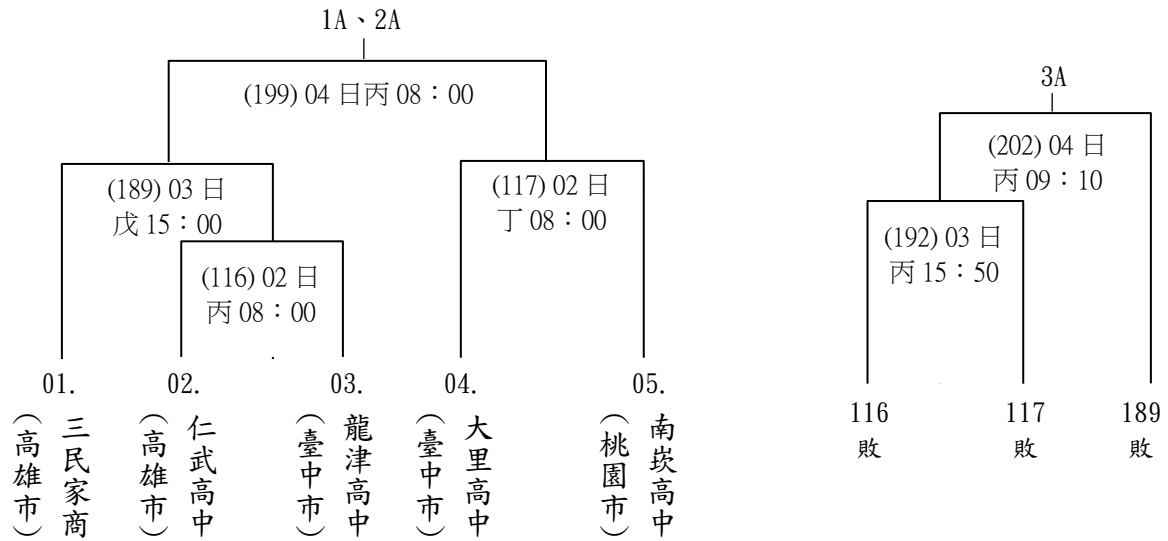 1A、2A
(199) 04 日丙 08：00
(189) 03 日
戊 15：00
(117) 02 日
丁 08：00
(116) 02 日
丙 08：00
01.
02.
03.
04.
05.
三民家商
（高雄市）
仁武高中
（高雄市）
龍津高中
（臺中市）
大里高中
（臺中市）
南崁高中
（桃園市）
3A
(202) 04 日
丙 09：10
(192) 03 日
丙 15：50
116
敗
117
敗
189
敗